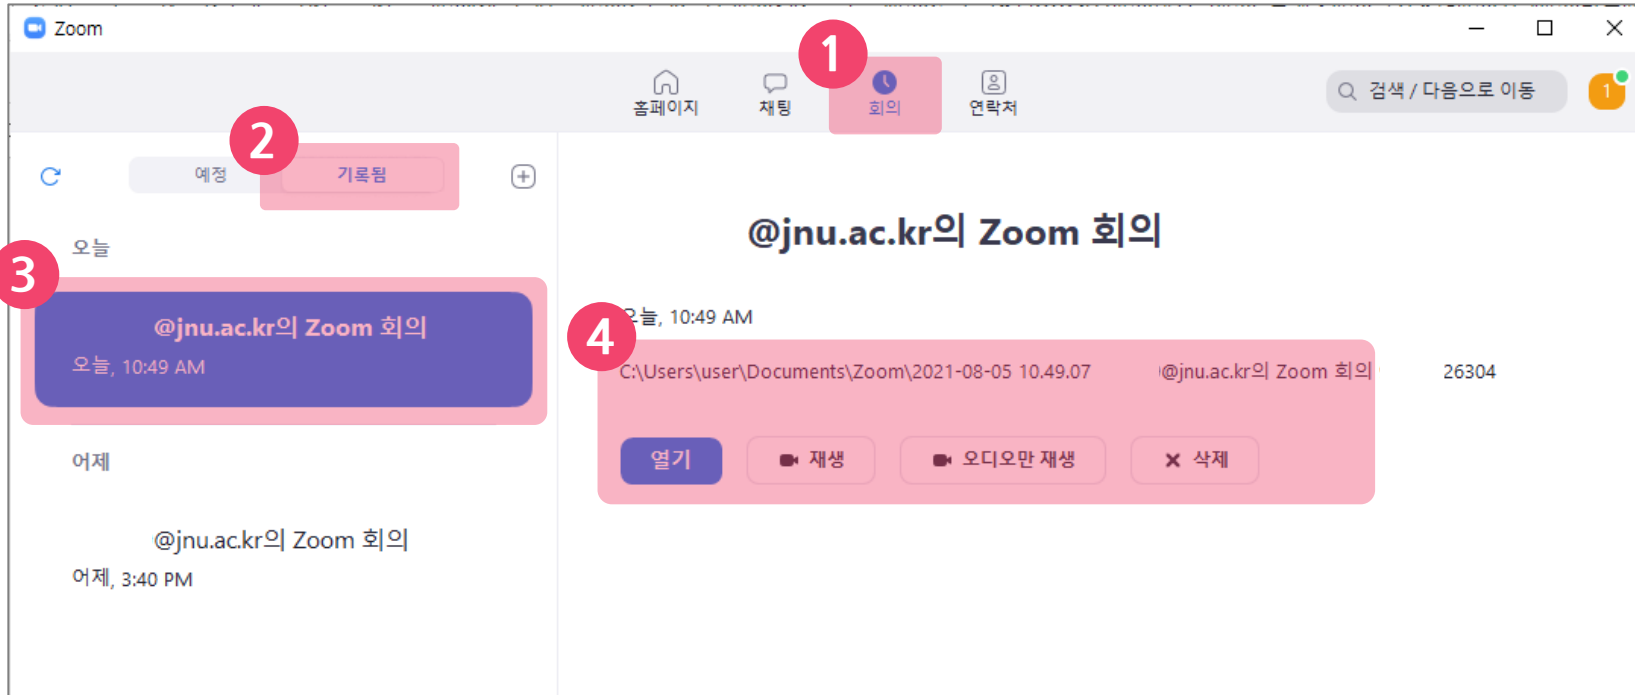 Zoom
1
홈페이지
채팅
회의
연락처
검색 / 다음으로 이동
1
2
예정
기록됨
오늘
3
@jnu.ac.kr의 Zoom 회의
오늘, 10:49 AM
어제
@jnu.ac.kr의 Zoom 회의
어제, 3:40 PM
@jnu.ac.kr의 Zoom 회의
오늘, 10:49 AM
4
C:\Users\user\Documents\Zoom\2021-08-05 10.49.07 @jnu.ac.kr의 Zoom 회의 26304
열기
재생
오디오만 재생
삭제